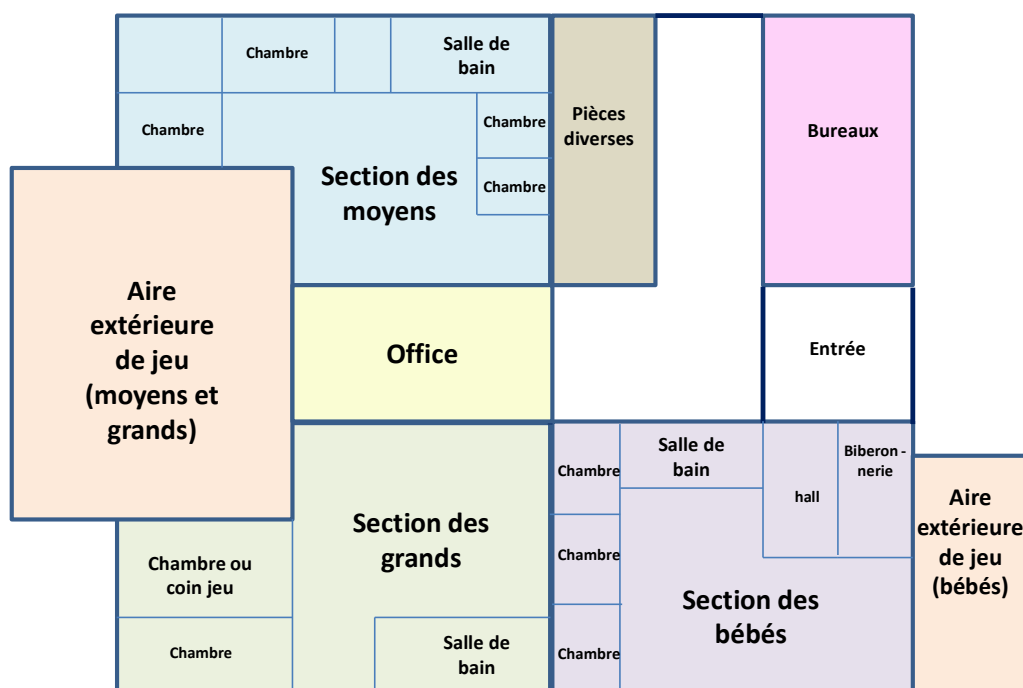 Chambre
Salle de
bain
Chambre
Chambre
Chambre
Section des
moyens
Pièces
diverses
Bureaux
Aire
extérieure
de jeu
(moyens et
grands)
Office
Entrée
Section des
grands
Chambre ou
coin jeu
Chambre
Salle de
bain
Chambre
Chambre
Chambre
Salle de
bain
hall
Biberon -
nerie
Section des
bébés
Aire
extérieure
de jeu
(bébés)